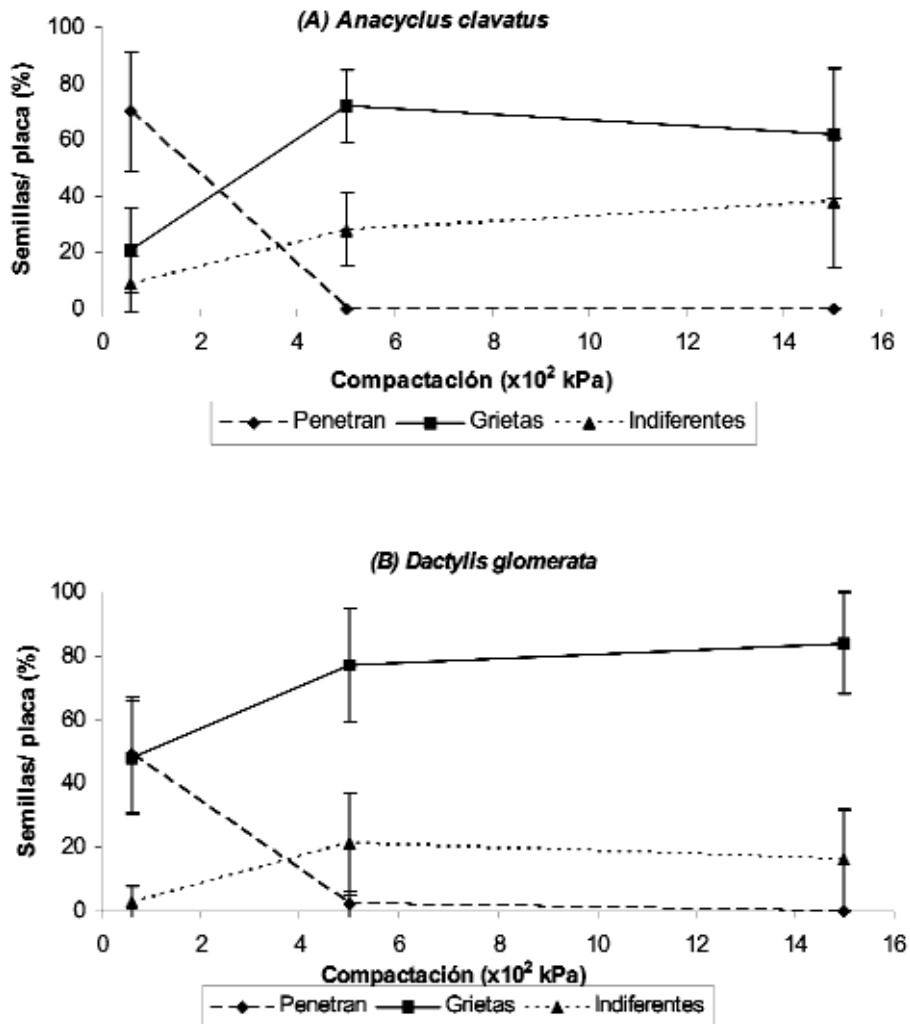 (A) Anacyclus clavatus
Semillas/ placa (%)
100
80
60
40
20
0
0 2 4 6 8 10 12 14 16
Compactación (x10² kPa)
Penetran Grietas Indiferentes
(B) Dactylis glomerata
Semillas/ placa (%)
100
80
60
40
20
0
0 2 4 6 8 10 12 14 16
Compactación (x10² kPa)
Penetran Grietas Indiferentes